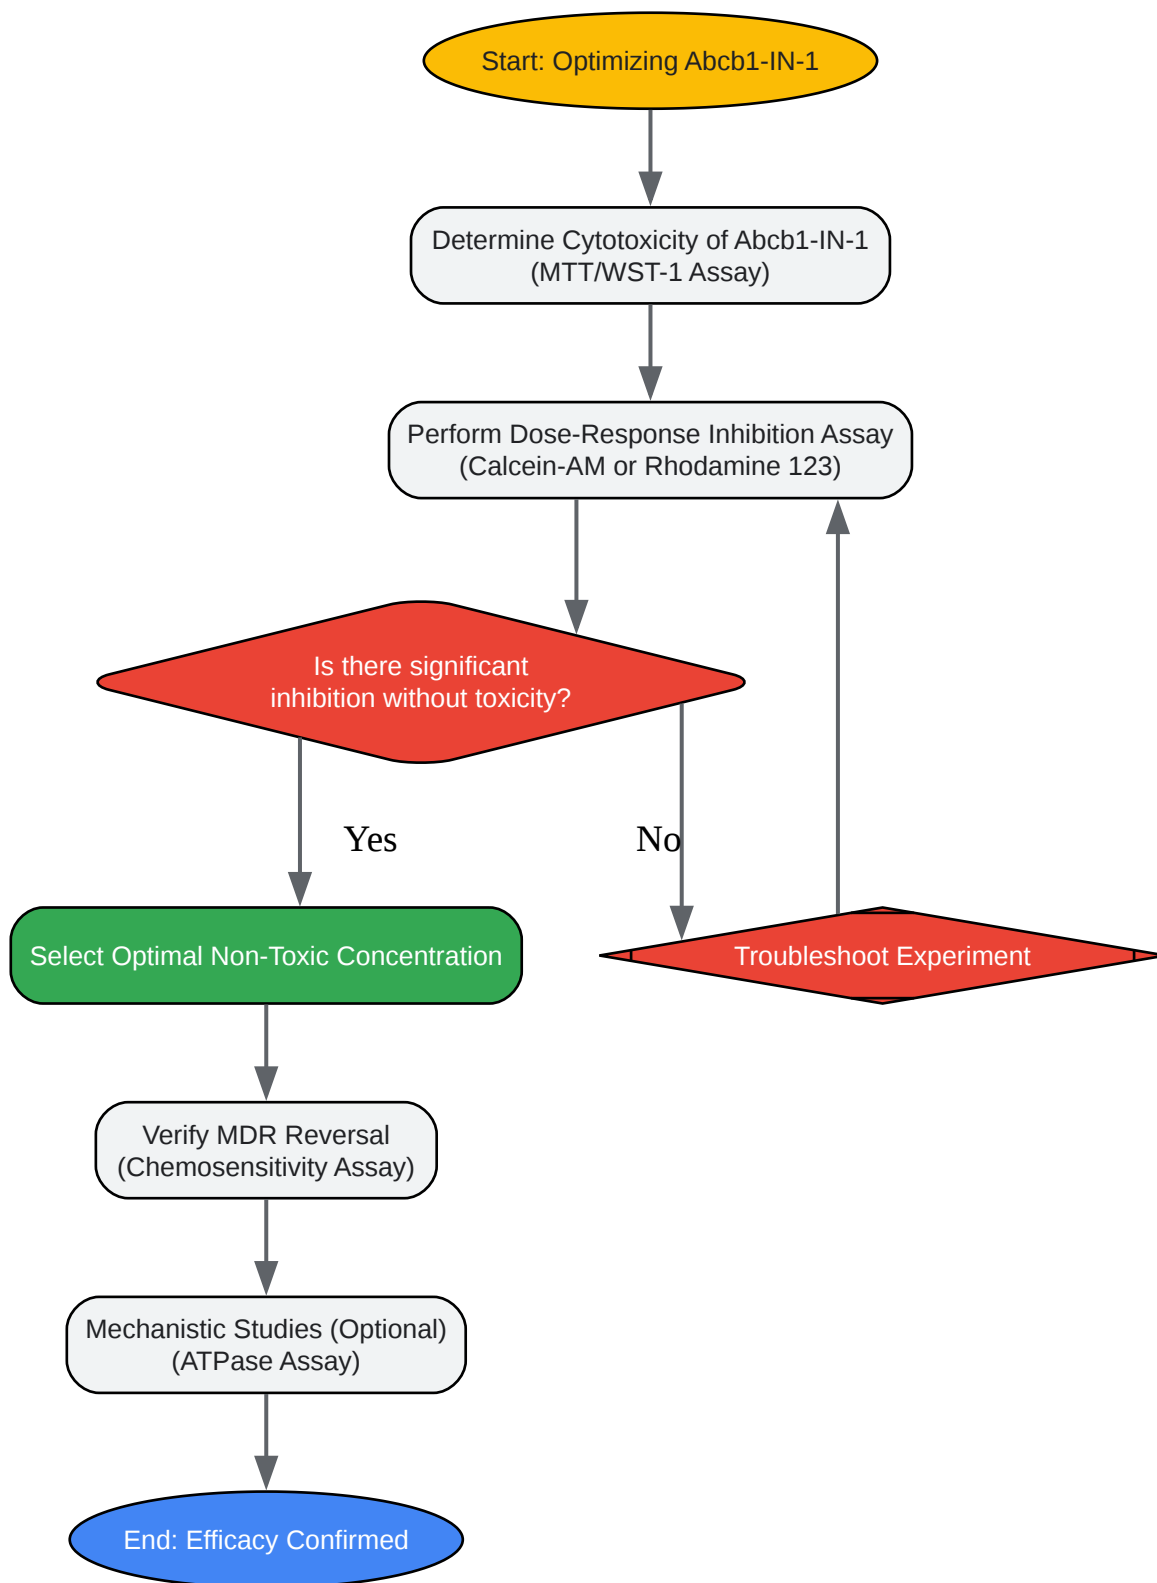 Start: Optimizing Abcb1-IN-1
Determine Cytotoxicity of Abcb1-IN-1
(MTT/WST-1 Assay)
Perform Dose-Response Inhibition Assay
(Calcein-AM or Rhodamine 123)
Is there significant
inhibition without toxicity?
Yes
No
Select Optimal Non-Toxic Concentration
Troubleshoot Experiment
Verify MDR Reversal
(Chemosensitivity Assay)
Mechanistic Studies (Optional)
(ATPase Assay)
End: Efficacy Confirmed